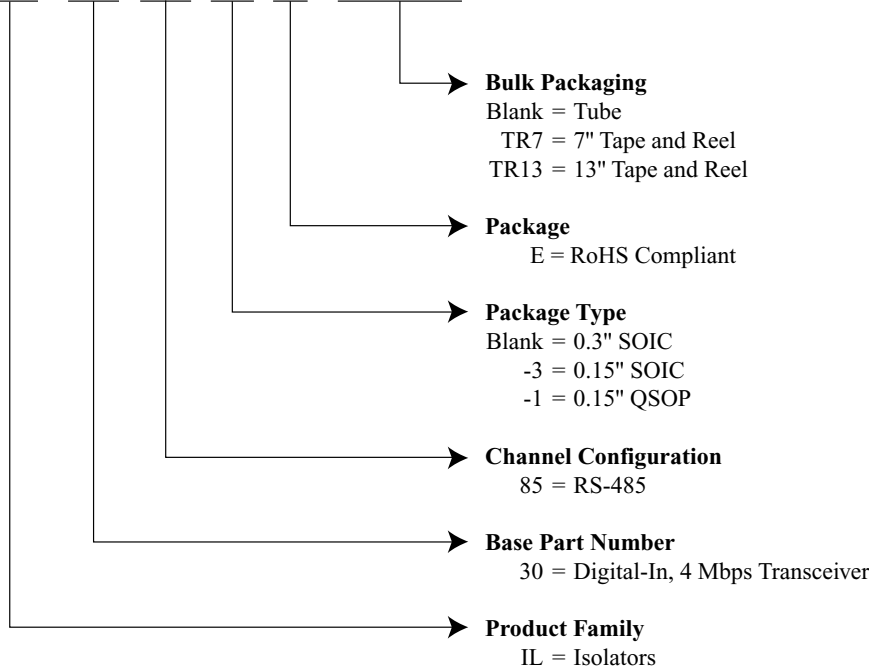 Bulk Packaging
Blank = Tube
TR7 = 7" Tape and Reel
TR13 = 13" Tape and Reel
Package
E = RoHS Compliant
Package Type
Blank = 0.3" SOIC
-3 = 0.15" SOIC
-1 = 0.15" QSOP
Channel Configuration
85 = RS-485
Base Part Number
30 = Digital-In, 4 Mbps Transceiver
Product Family
IL = Isolators